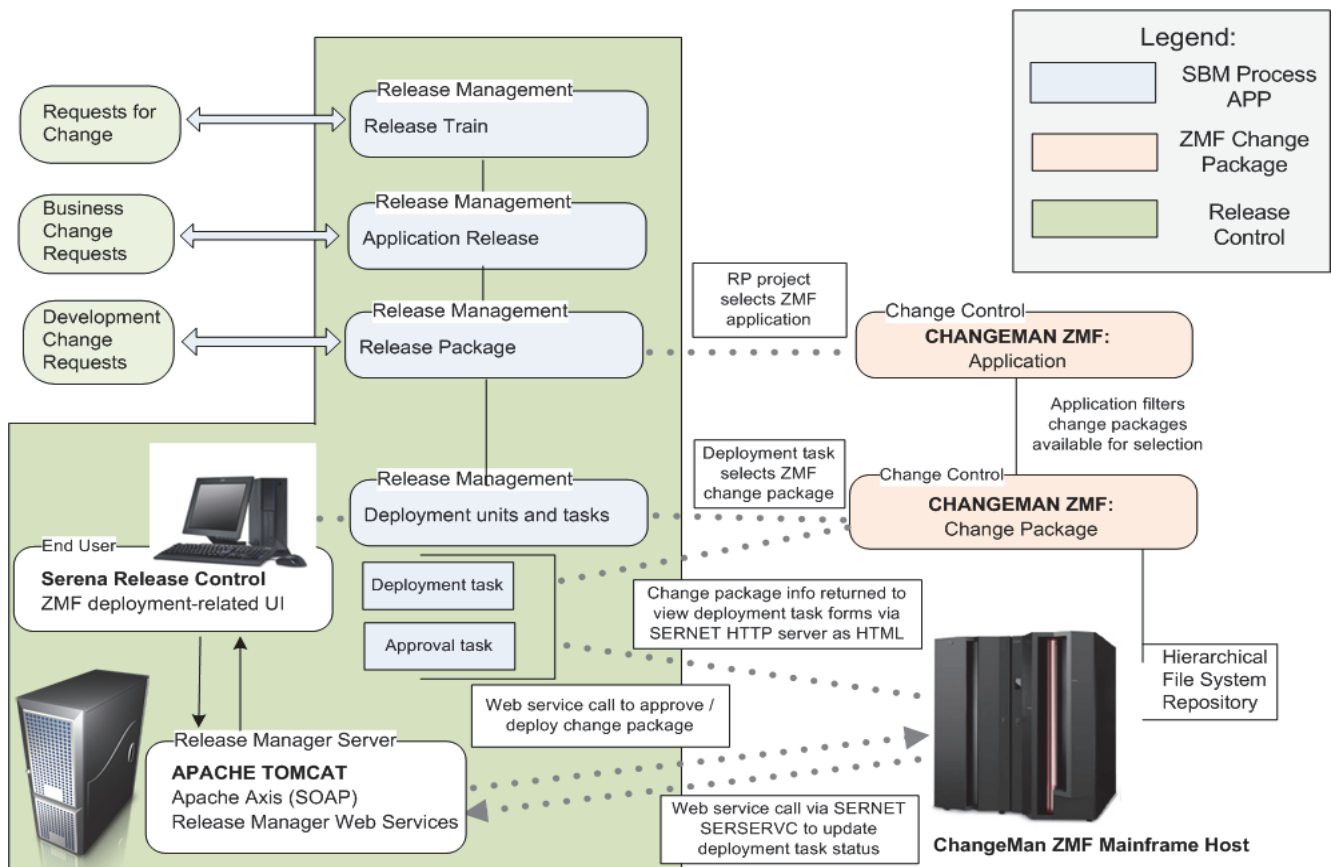 Legend:
SBM Process
APP
ZMF Change
Package
Release
Control
Requests for
Change
Release Management
Release Train
Business
Change
Requests
Release Management
Application Release
Development
Change
Requests
Release Management
Release Package
RP project
selects ZMF
application
Change Control
CHANGEMAN ZMF:
Application
Application filters
change packages
available for selection
Release Management
Deployment units and tasks
Deployment task
selects ZMF
change package
Change Control
CHANGEMAN ZMF:
Change Package
End User
Serena Release Control
ZMF deployment-related UI
Deployment task
Approval task
Change package info returned to
view deployment task forms via
SERNET HTTP server as HTML
Hierarchical
File System
Repository
Web service call to approve /
deploy change package
Release Manager Server
APACHE TOMCAT
Apache Axis (SOAP)
Release Manager Web Services
Web service call via SERNET
SERSERVC to update
deployment task status
ChangeMan ZMF Mainframe Host